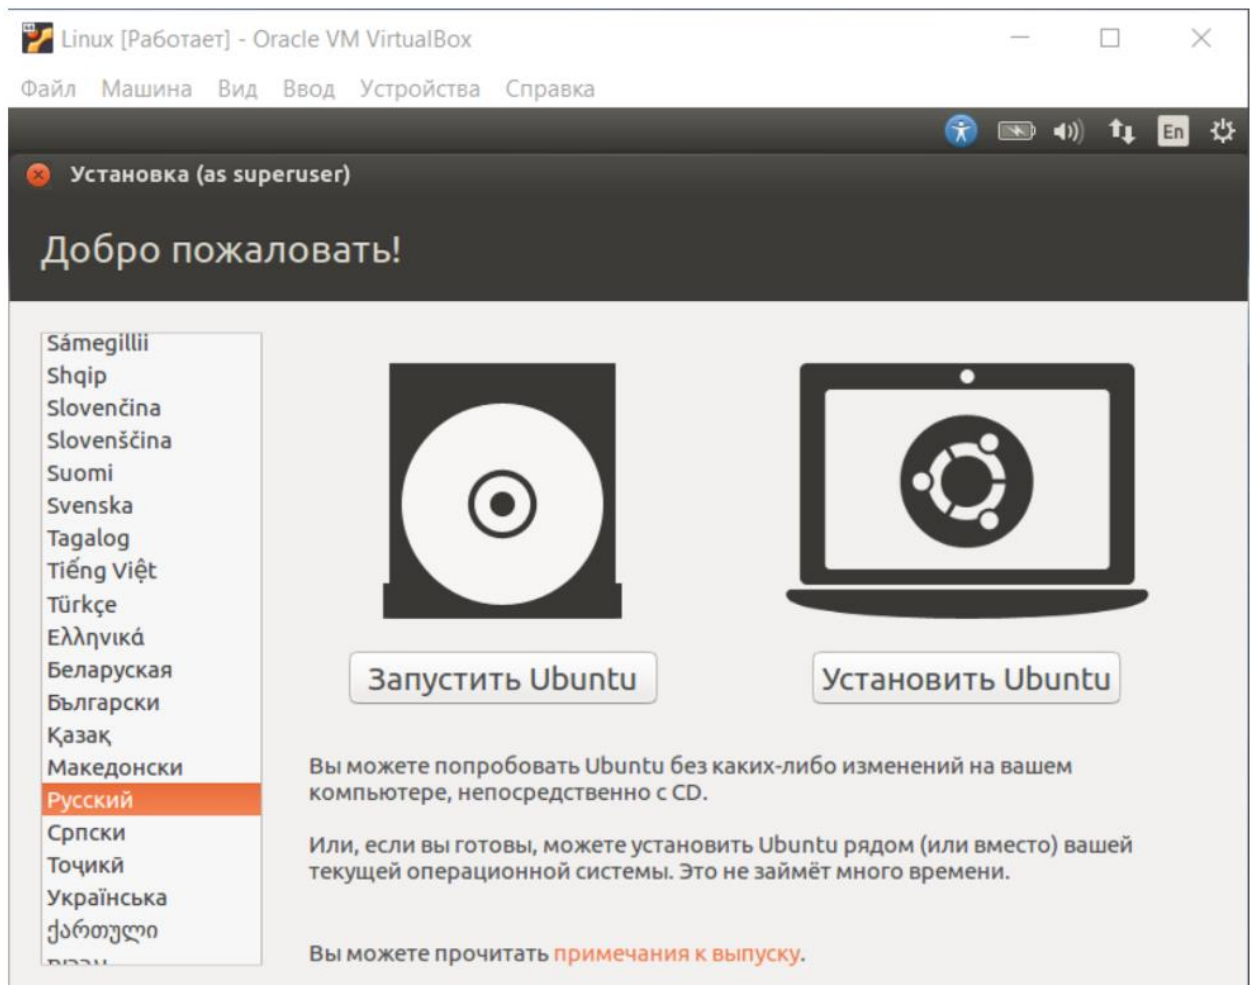 Linux [Работает] - Oracle VM VirtualBox
Файл Машина Вид Ввод Устройства Справка
En
Установка (as superuser)
Добро пожаловать!
Sámegillii
Shqip
Slovenčina
Slovenščina
Suomi
Svenska
Tagalog
Tiếng Việt
Türkçe
Ελληνικά
Беларуская
Български
Қазақ
Македонски
Русский
Српски
Тоҷикӣ
Українська
ქართული
Запустить Ubuntu
Установить Ubuntu
Вы можете попробовать Ubuntu без каких-либо изменений на вашем
компьютере, непосредственно с CD.
Или, если вы готовы, можете установить Ubuntu рядом (или вместо) вашей
текущей операционной системы. Это не займёт много времени.
Вы можете прочитать примечания к выпуску.